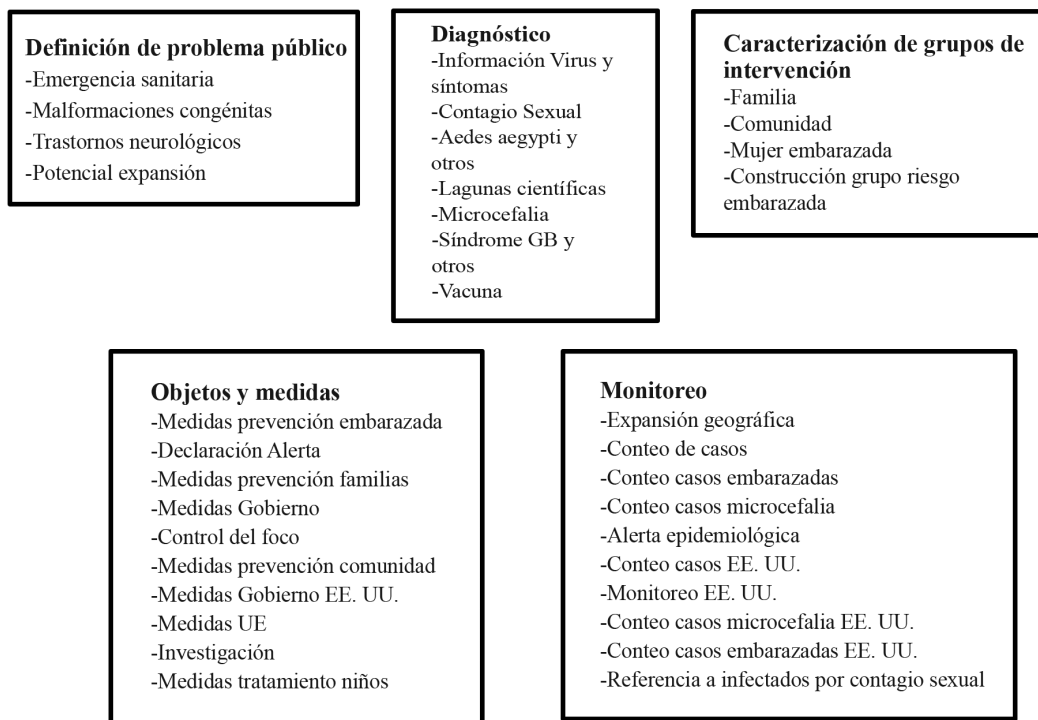 Definición de problema público
-Emergencia sanitaria
-Malformaciones congénitas
-Trastornos neurológicos
-Potencial expansión
Diagnóstico
-Información Virus y
síntomas
-Contagio Sexual
-Aedes aegypti y
otros
-Lagunas científicas
-Microcefalia
-Síndrome GB y
otros
-Vacuna
Caracterización de grupos de
intervención
-Familia
-Comunidad
-Mujer embarazada
-Construcción grupo riesgo
embarazada
Objetos y medidas
-Medidas prevención embarazada
-Declaración Alerta
-Medidas prevención familias
-Medidas Gobierno
-Control del foco
-Medidas prevención comunidad
-Medidas Gobierno EE. UU.
-Medidas UE
-Investigación
-Medidas tratamiento niños
Monitoreo
-Expansión geográfica
-Conteo de casos
-Conteo casos embarazadas
-Conteo casos microcefalia
-Alerta epidemiológica
-Conteo casos EE. UU.
-Monitoreo EE. UU.
-Conteo casos microcefalia EE. UU.
-Conteo casos embarazadas EE. UU.
-Referencia a infectados por contagio sexual